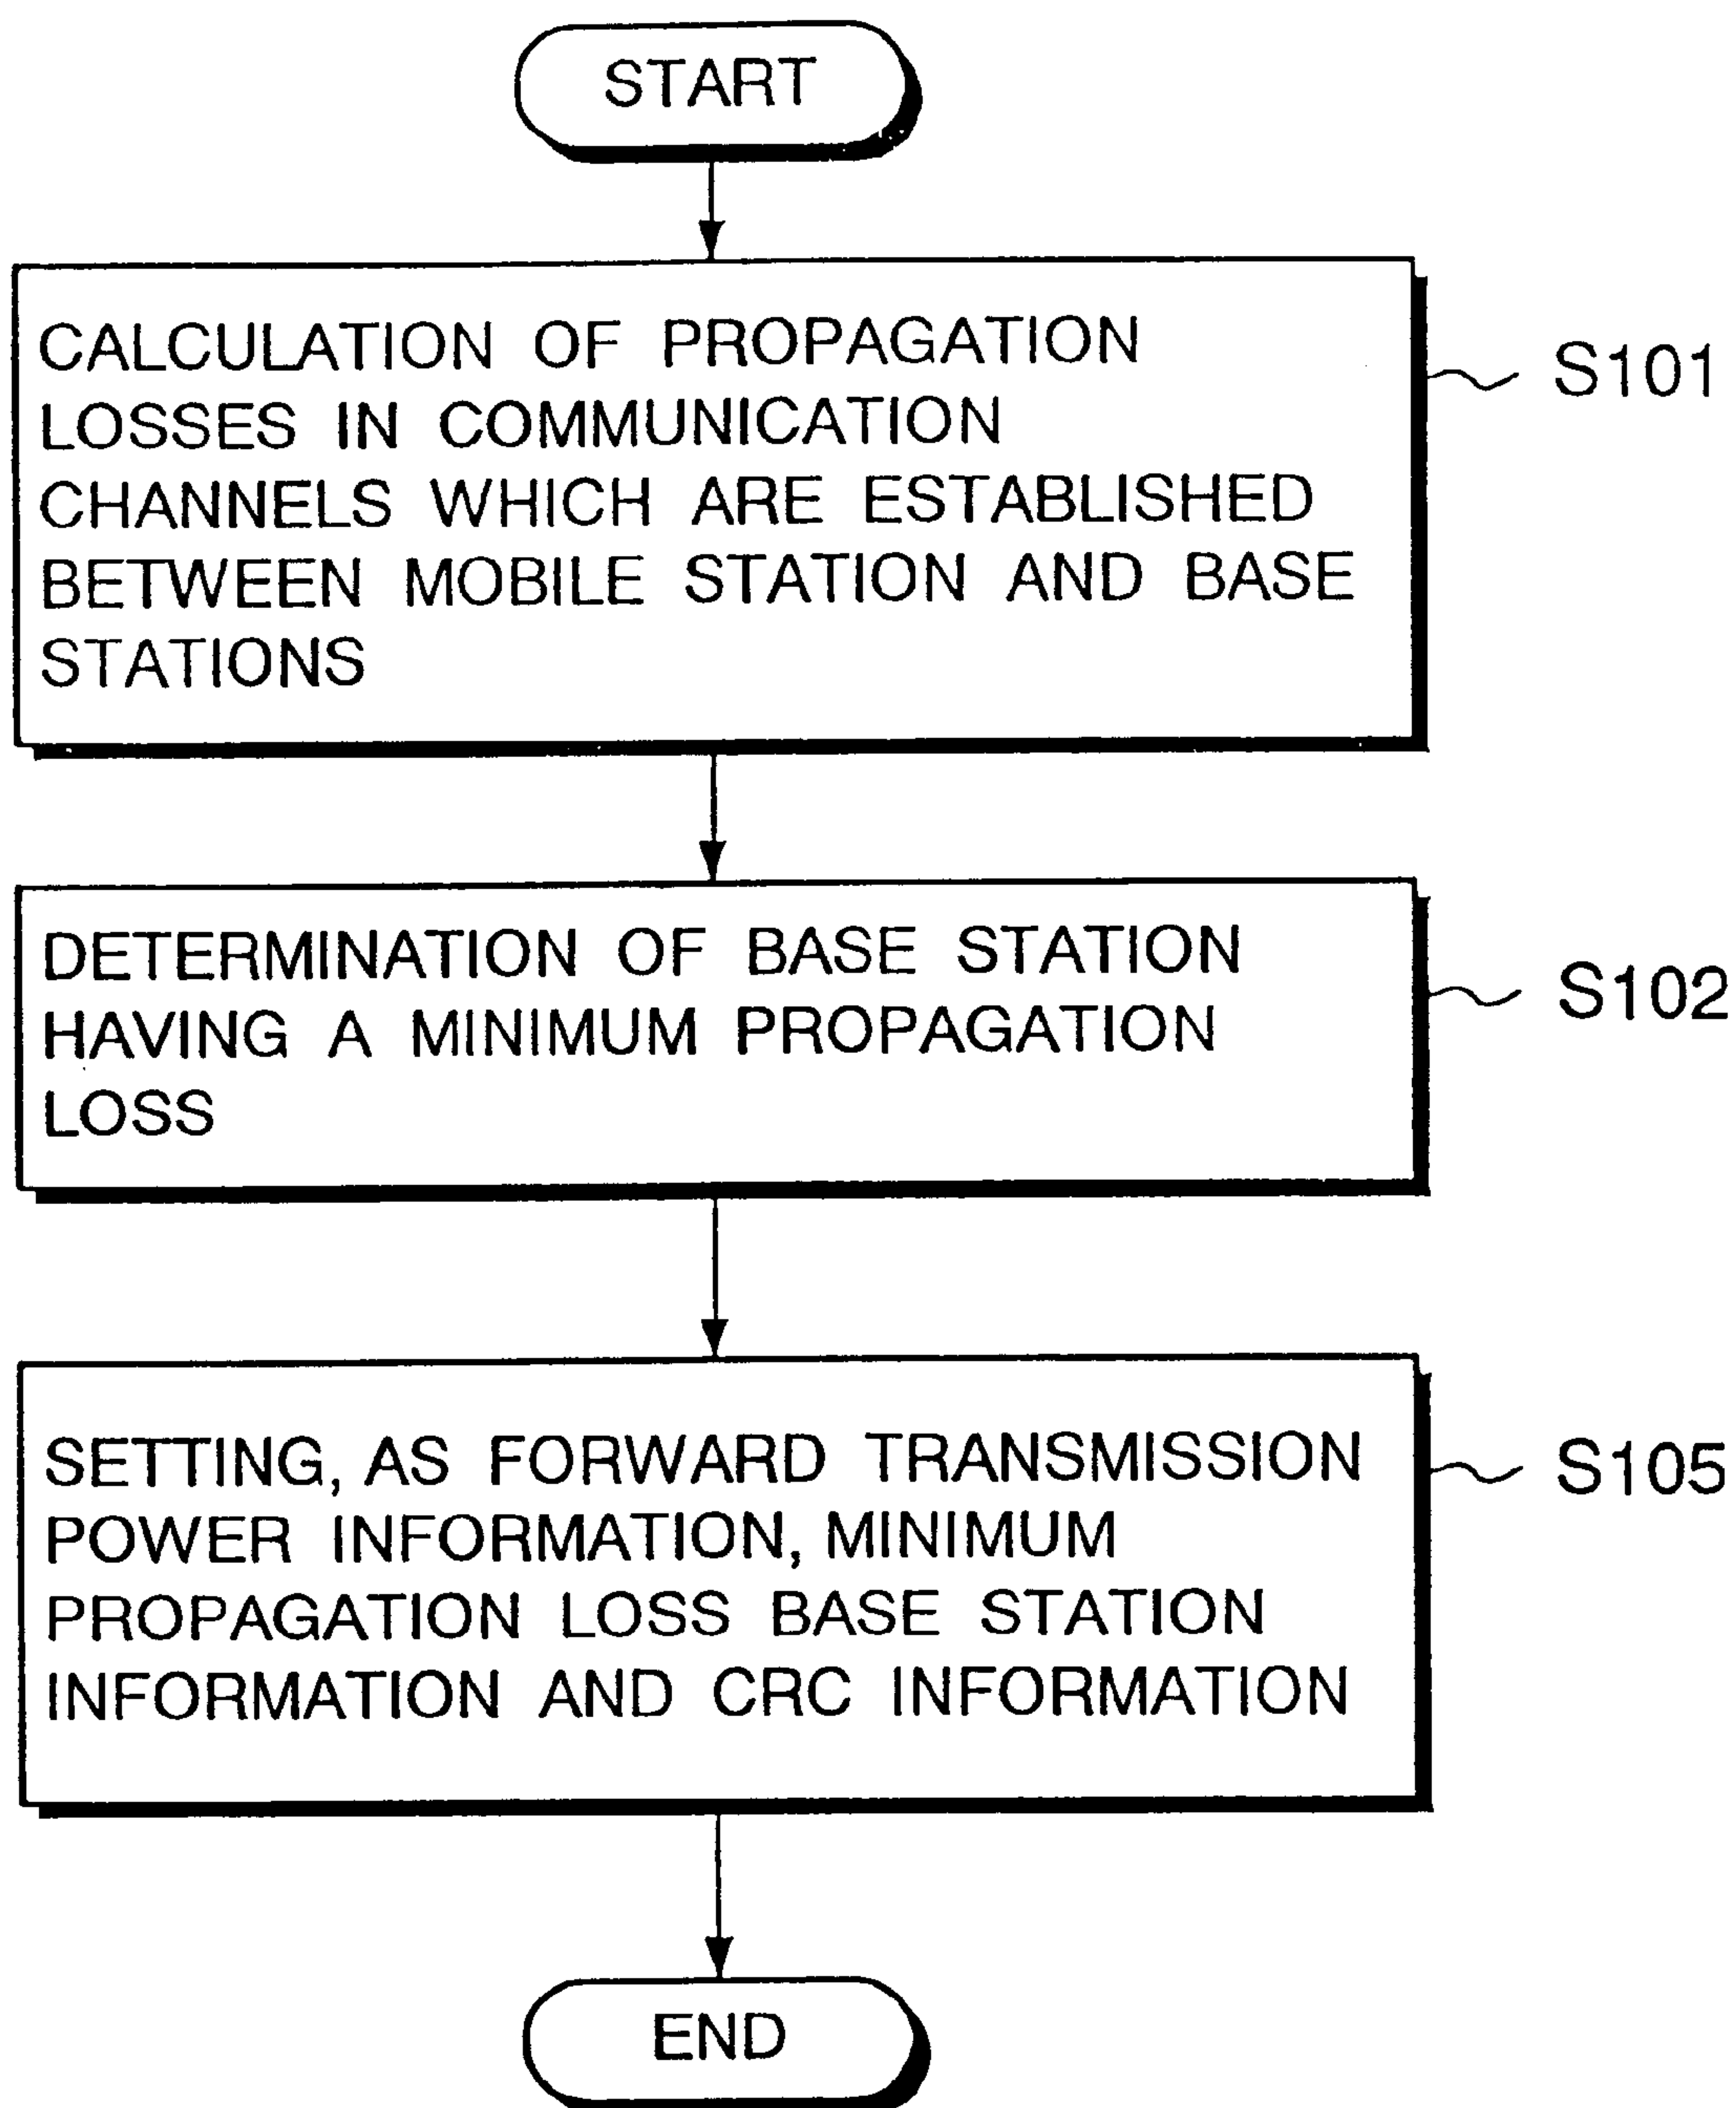 START
CALCULATION OF PROPAGATION
LOSSES IN COMMUNICATION
CHANNELS WHICH ARE ESTABLISHED
BETWEEN MOBILE STATION AND BASE
STATIONS
S101
DETERMINATION OF BASE STATION
HAVING A MINIMUM PROPAGATION
LOSS
S102
SETTING, AS FORWARD TRANSMISSION
POWER INFORMATION, MINIMUM
PROPAGATION LOSS BASE STATION
INFORMATION AND CRC INFORMATION
S105
END